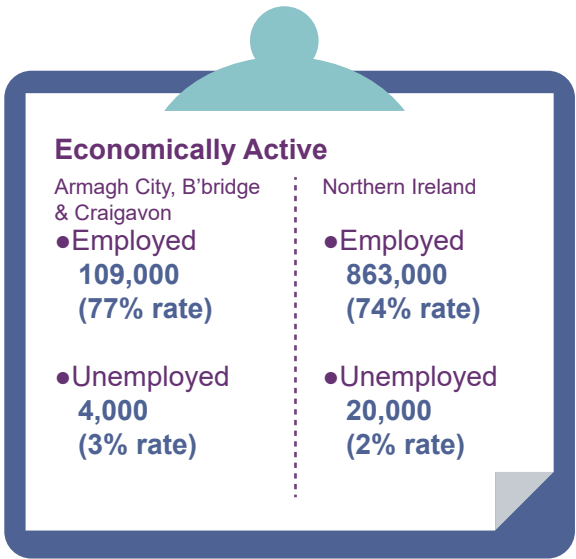 Economically Active
Armagh City, B'bridge
& Craigavon
●Employed
109,000
(77% rate)
●Unemployed
4,000
(3% rate)
Northern Ireland
●Employed
863,000
(74% rate)
●Unemployed
20,000
(2% rate)